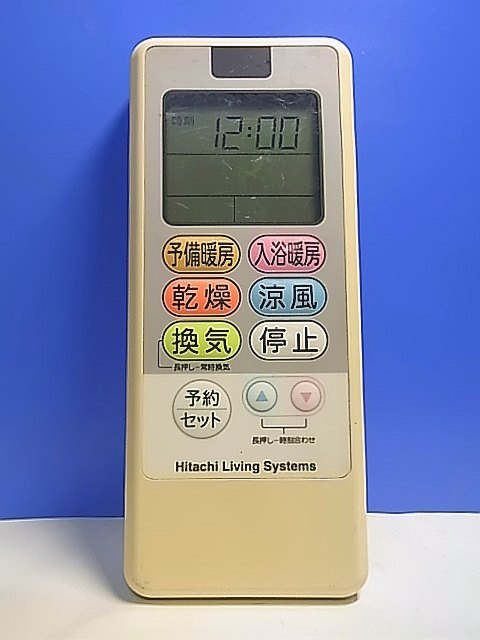 時刻 12:00
予備暖房 入浴暖房
乾燥 涼風
換気 停止
長押し−常時換気
予約
セット
▲ ▼
長押し−時刻合わせ
Hitachi Living Systems